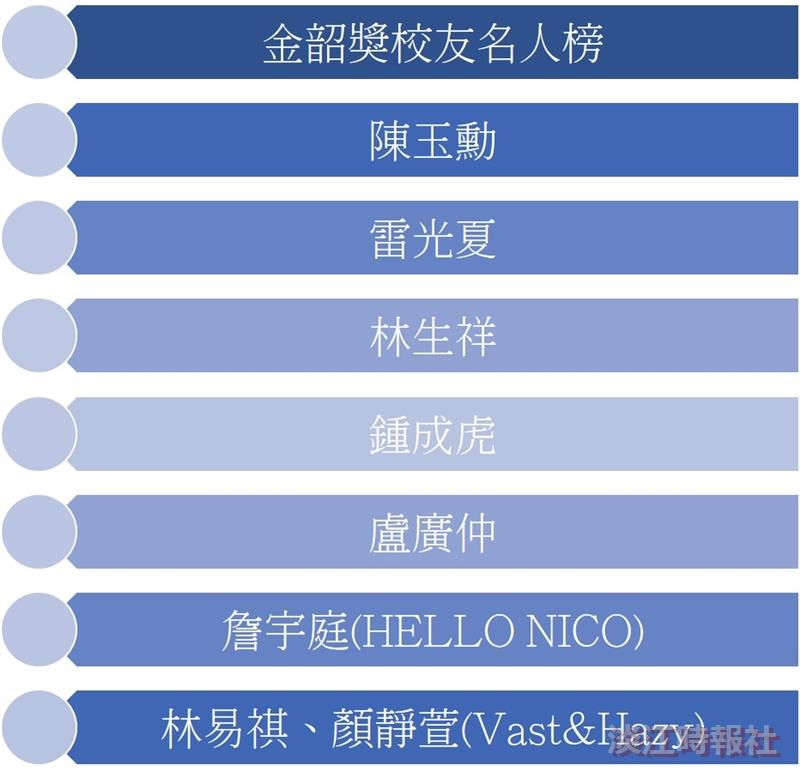 金韶獎校友名人榜
陳玉勳
雷光夏
林生祥
鍾成虎
盧廣仲
詹宇庭(HELLO NICO)
林易祺、顏靜萱(Vast&Hazy)
淡江時報社